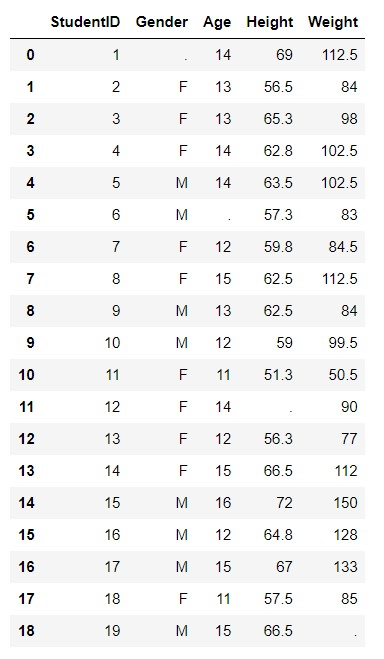 StudentID Gender Age Height Weight
0 1 . 14 69 112.5
1 2 F 13 56.5 84
2 3 F 13 65.3 98
3 4 F 14 62.8 102.5
4 5 M 14 63.5 102.5
5 6 M . 57.3 83
6 7 F 12 59.8 84.5
7 8 F 15 62.5 112.5
8 9 M 13 62.5 84
9 10 M 12 59 99.5
10 11 F 11 51.3 50.5
11 12 F 14 . 90
12 13 F 12 56.3 77
13 14 F 15 66.5 112
14 15 M 16 72 150
15 16 M 12 64.8 128
16 17 M 15 67 133
17 18 F 11 57.5 85
18 19 M 15 66.5 .